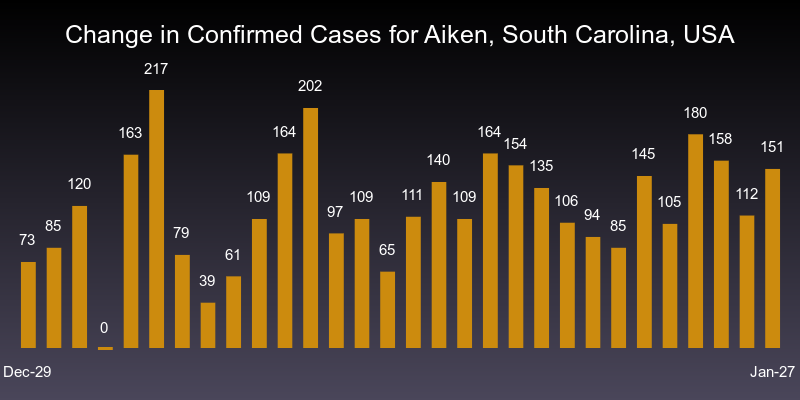 Change in Confirmed Cases for Aiken, South Carolina, USA
73 85 120 0 163 217 79 39 61 109 164 202 97 109 65 111 140 109 164 154 135 106 94 85 145 105 180 158 112 151
Dec-29 Jan-27